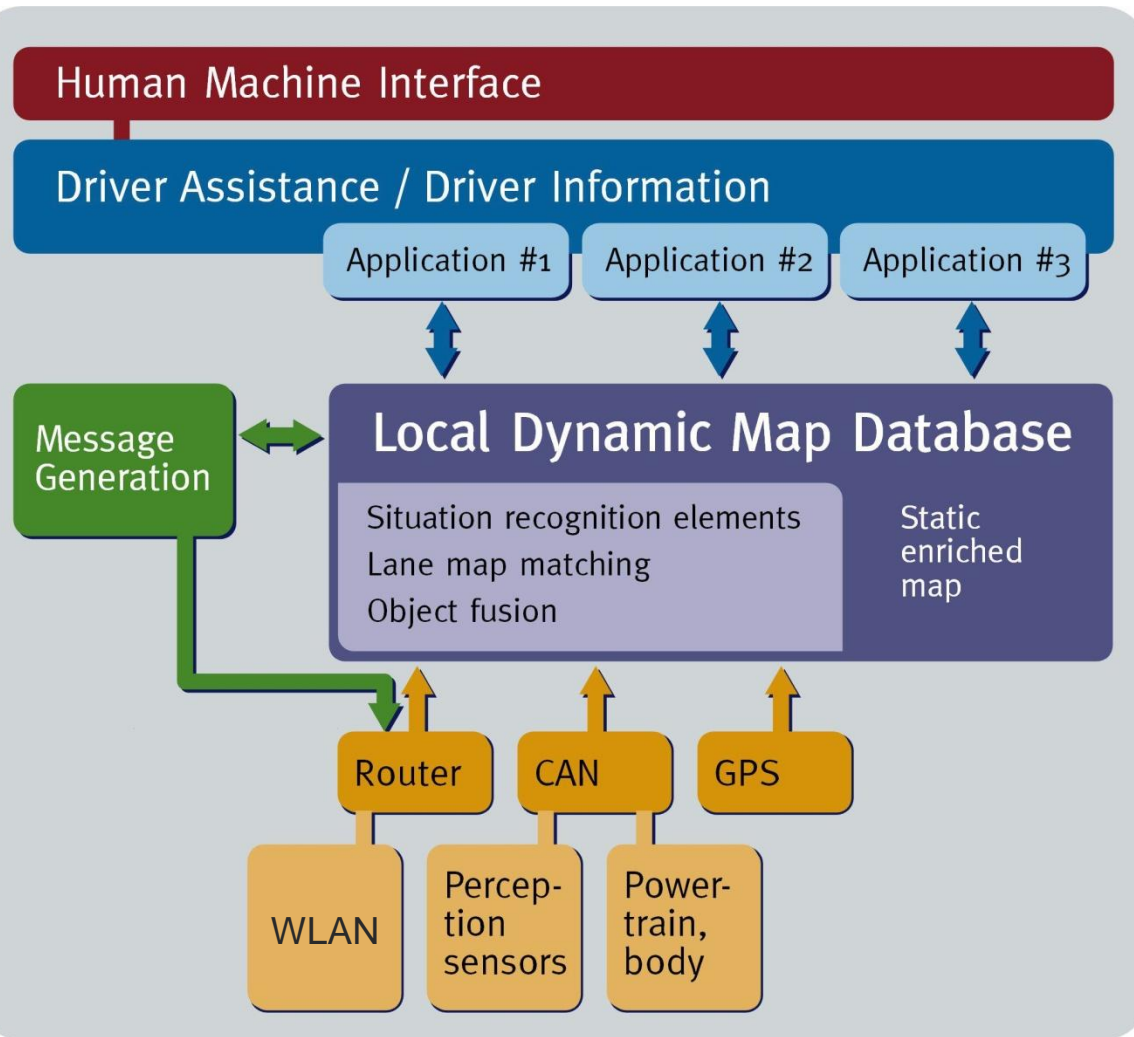 Human Machine Interface
Driver Assistance / Driver Information
Application #1
Application #2
Application #3
Message
Generation
Local Dynamic Map Database
Situation recognition elements
Lane map matching
Object fusion
Static
enriched
map
Router
CAN
GPS
WLAN
Percep-
tion
sensors
Power-
train,
body